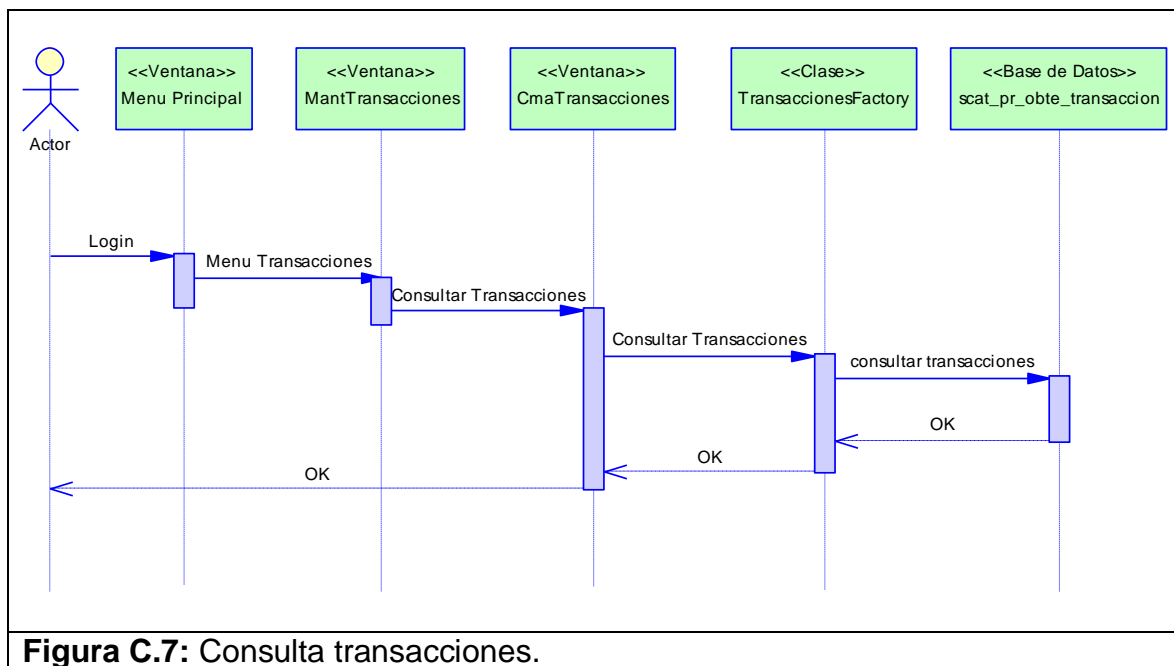 <<Ventana>>
Menu Principal
<<Ventana>>
MantTransacciones
<<Ventana>>
CmaTransacciones
<<Clase>>
TransaccionesFactory
<<Base de Datos>>
scat_pr_obte_transaccion
Actor
Login
Menu Transacciones
Consultar Transacciones
Consultar Transacciones
consultar transacciones
OK
OK
OK
Figura C.7: Consulta transacciones.